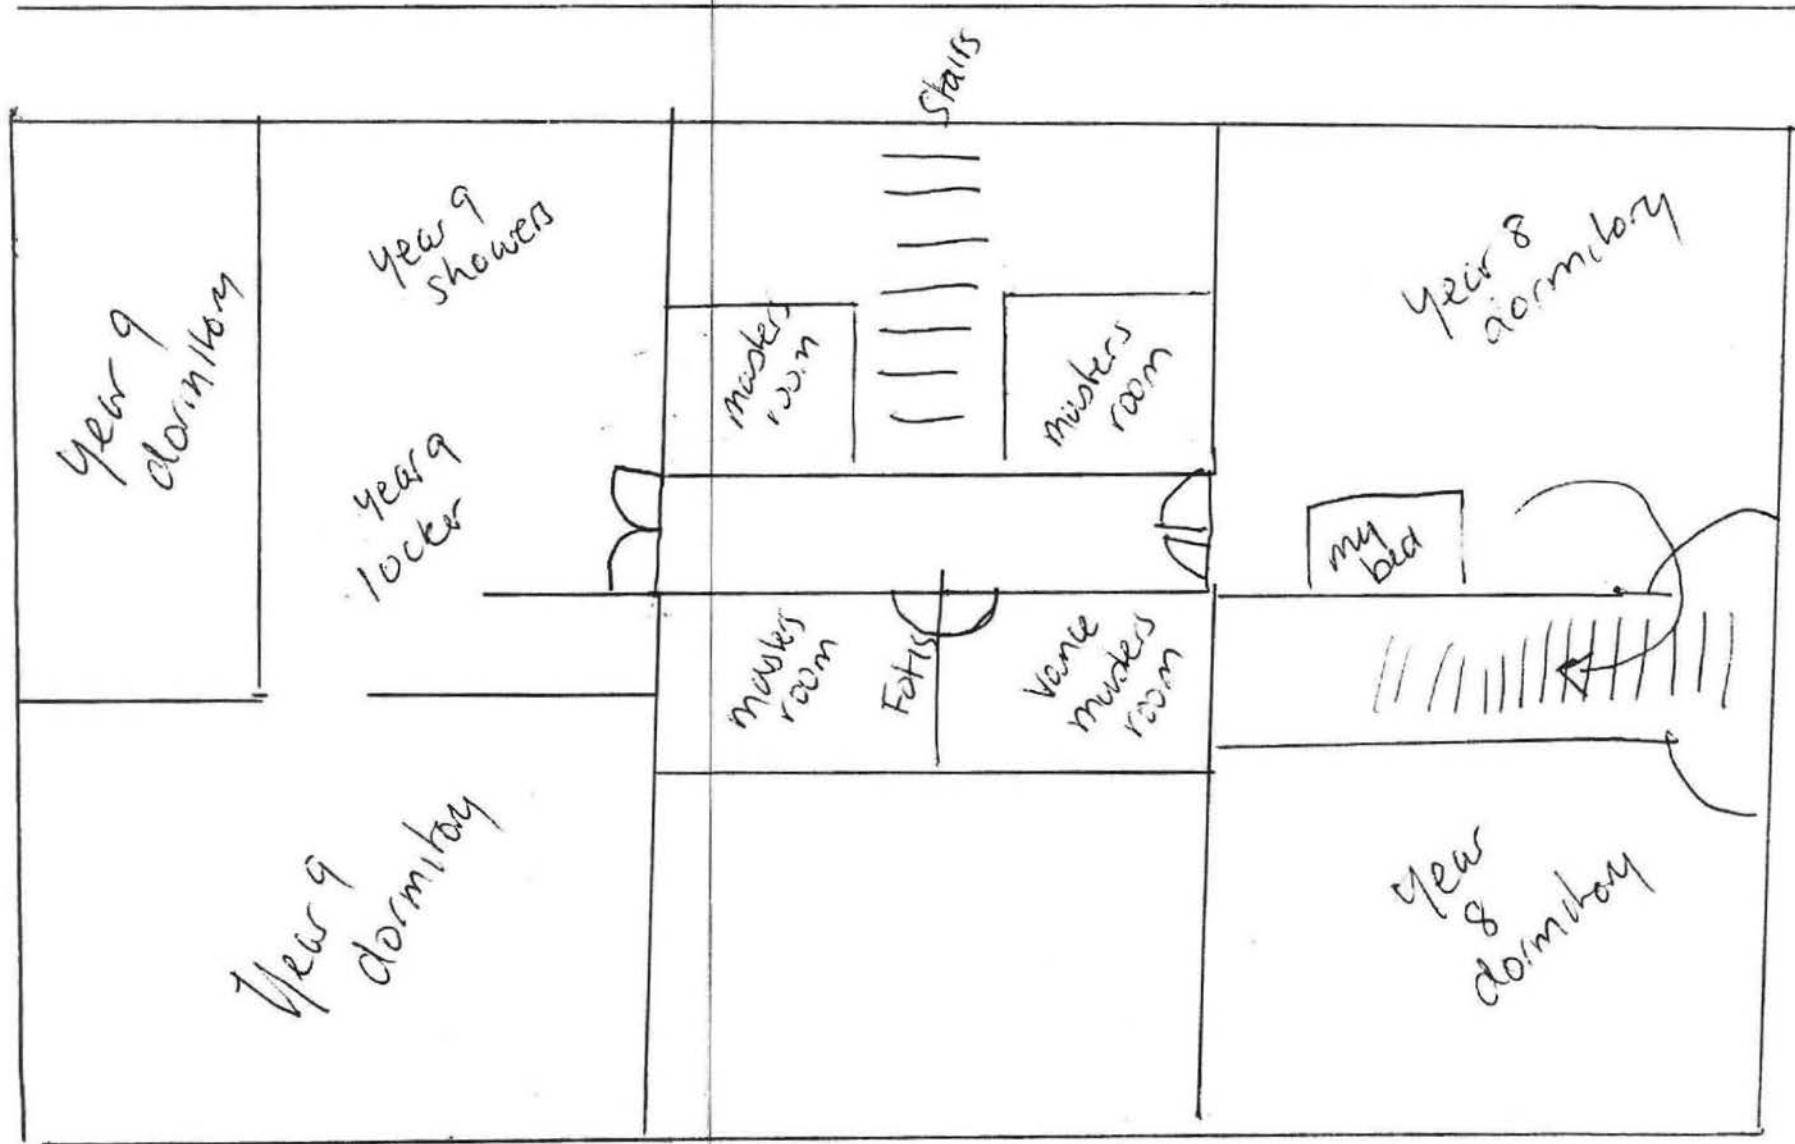 Stairs
year 9
dormitory
year 9
showers
year 9
locker
masters
room
masters
room
year 8
dormitory
my
bed
masters
room
Fotis
Vance
masters
room
Year 9
dormitory
year
8
dormitory